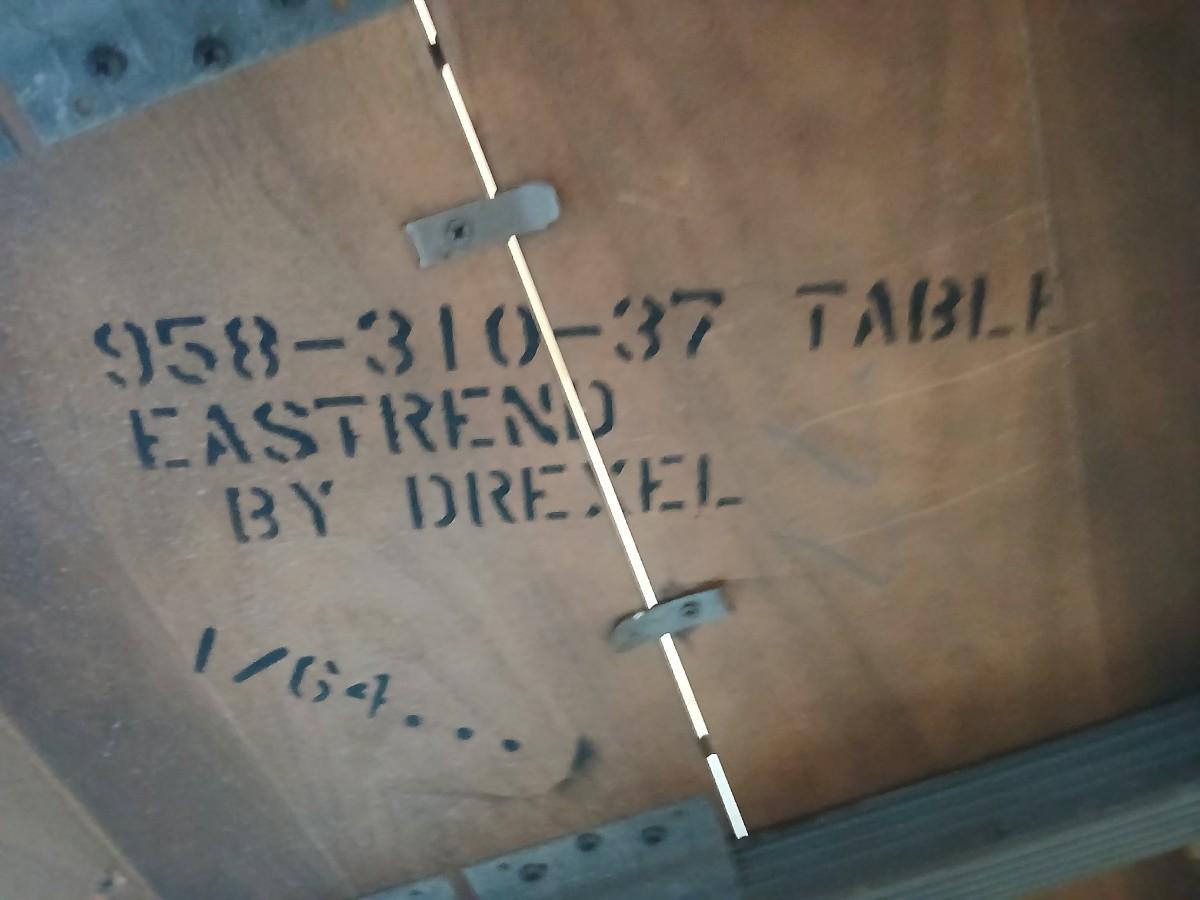 958-310-37 TABLE
EASTREND
BY DREXEL
1/64...